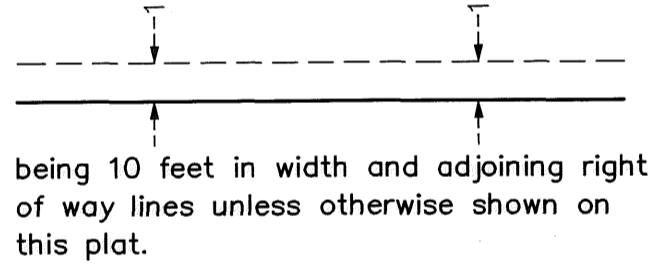 being 10 feet in width and adjoining right
of way lines unless otherwise shown on
this plat.